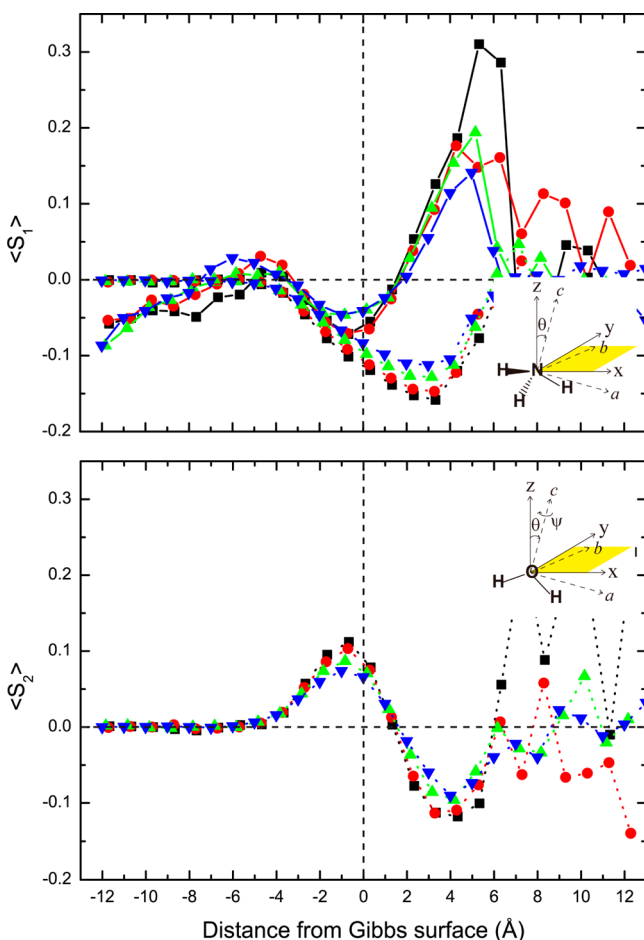 0.3
0.2
0.1
0.0
-0.1
-0.2
<S₁>
z
c
θ
y
b
H
N
x
H
H
a
0.3
0.2
0.1
0.0
-0.1
-0.2
<S₂>
z
c
θ
ψ
y
b
O
x
H
H
a
-12 -10 -8 -6 -4 -2 0 2 4 6 8 10 12
Distance from Gibbs surface (Å)